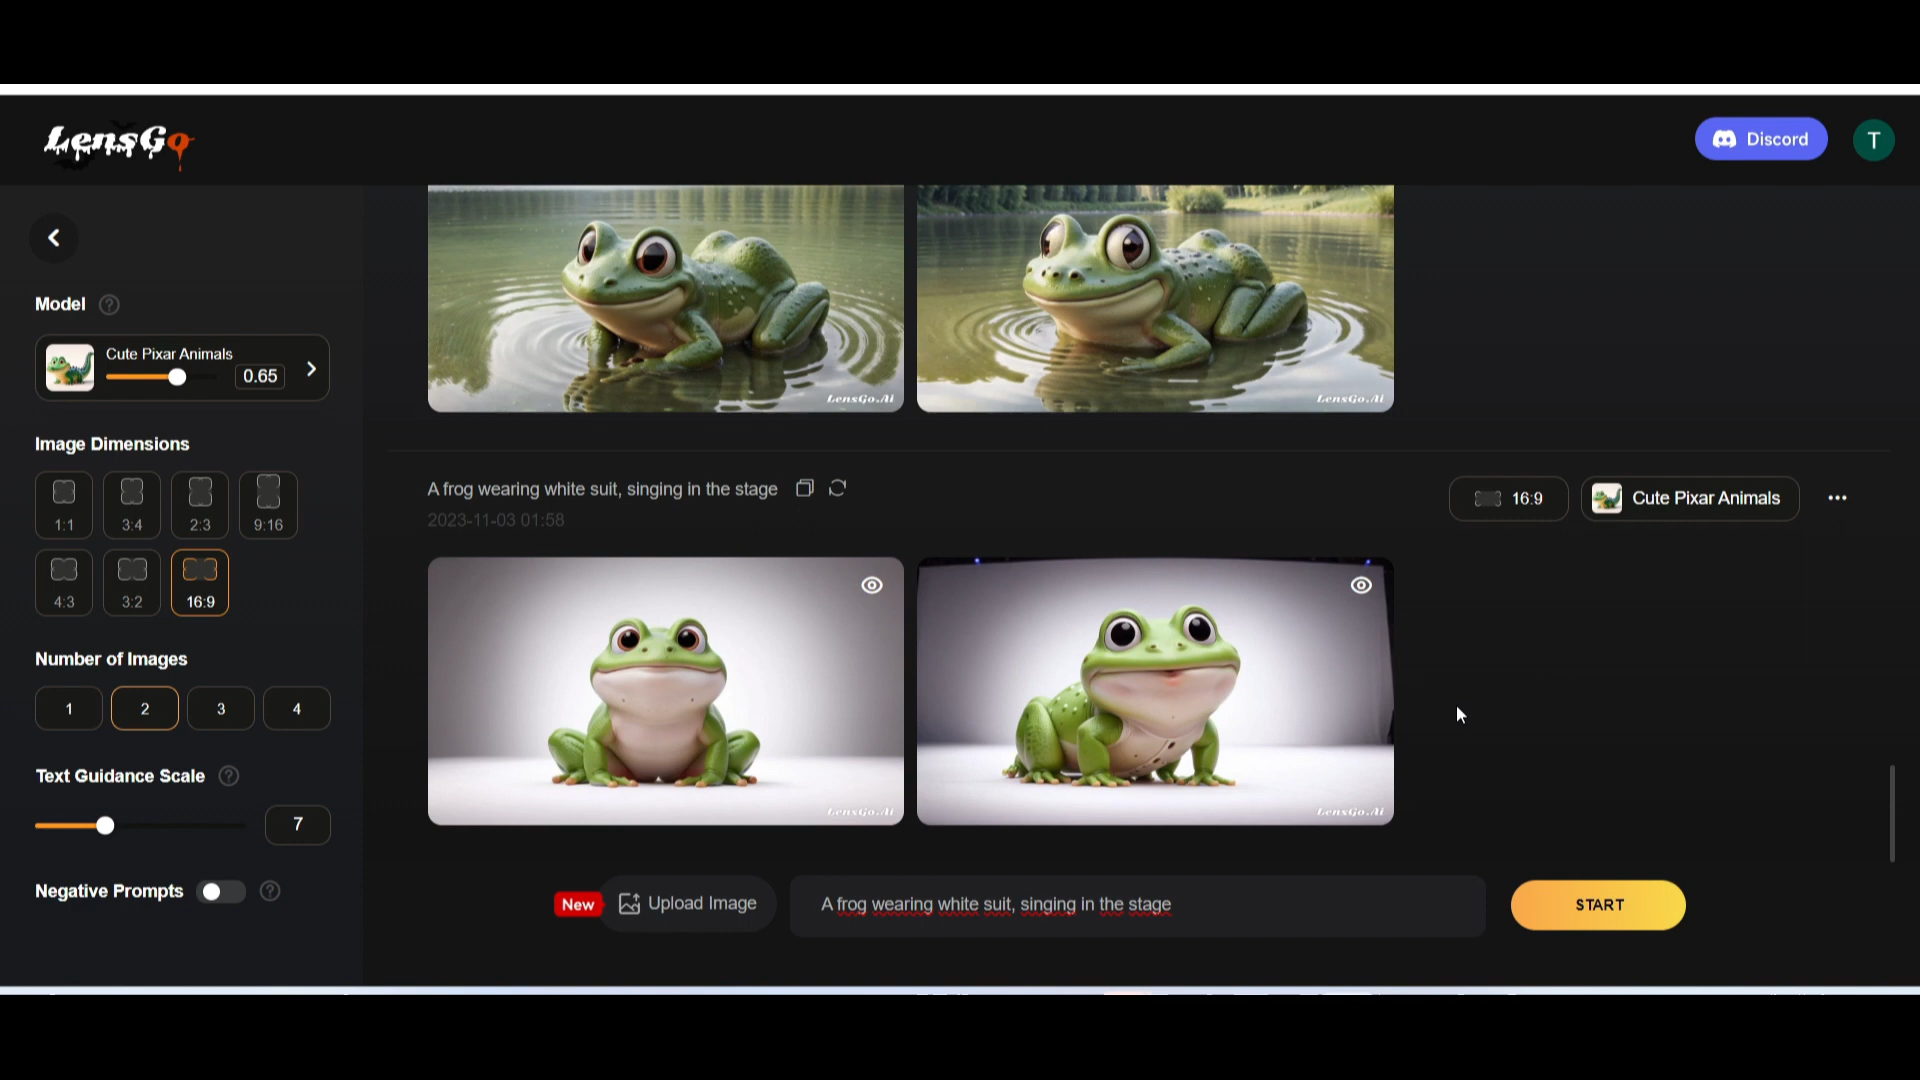 LensGo
Discord
T
Model
?
Cute Pixar Animals
0.65
Image Dimensions
1:1
3:4
2:3
9:16
4:3
3:2
16:9
Number of Images
1
2
3
4
Text Guidance Scale
?
7
Negative Prompts
?
LensGo.Ai
LensGo.Ai
A frog wearing white suit, singing in the stage
2023-11-03 01:58
16:9
Cute Pixar Animals
LensGo.Ai
LensGo.Ai
New
Upload Image
A frog wearing white suit, singing in the stage
START